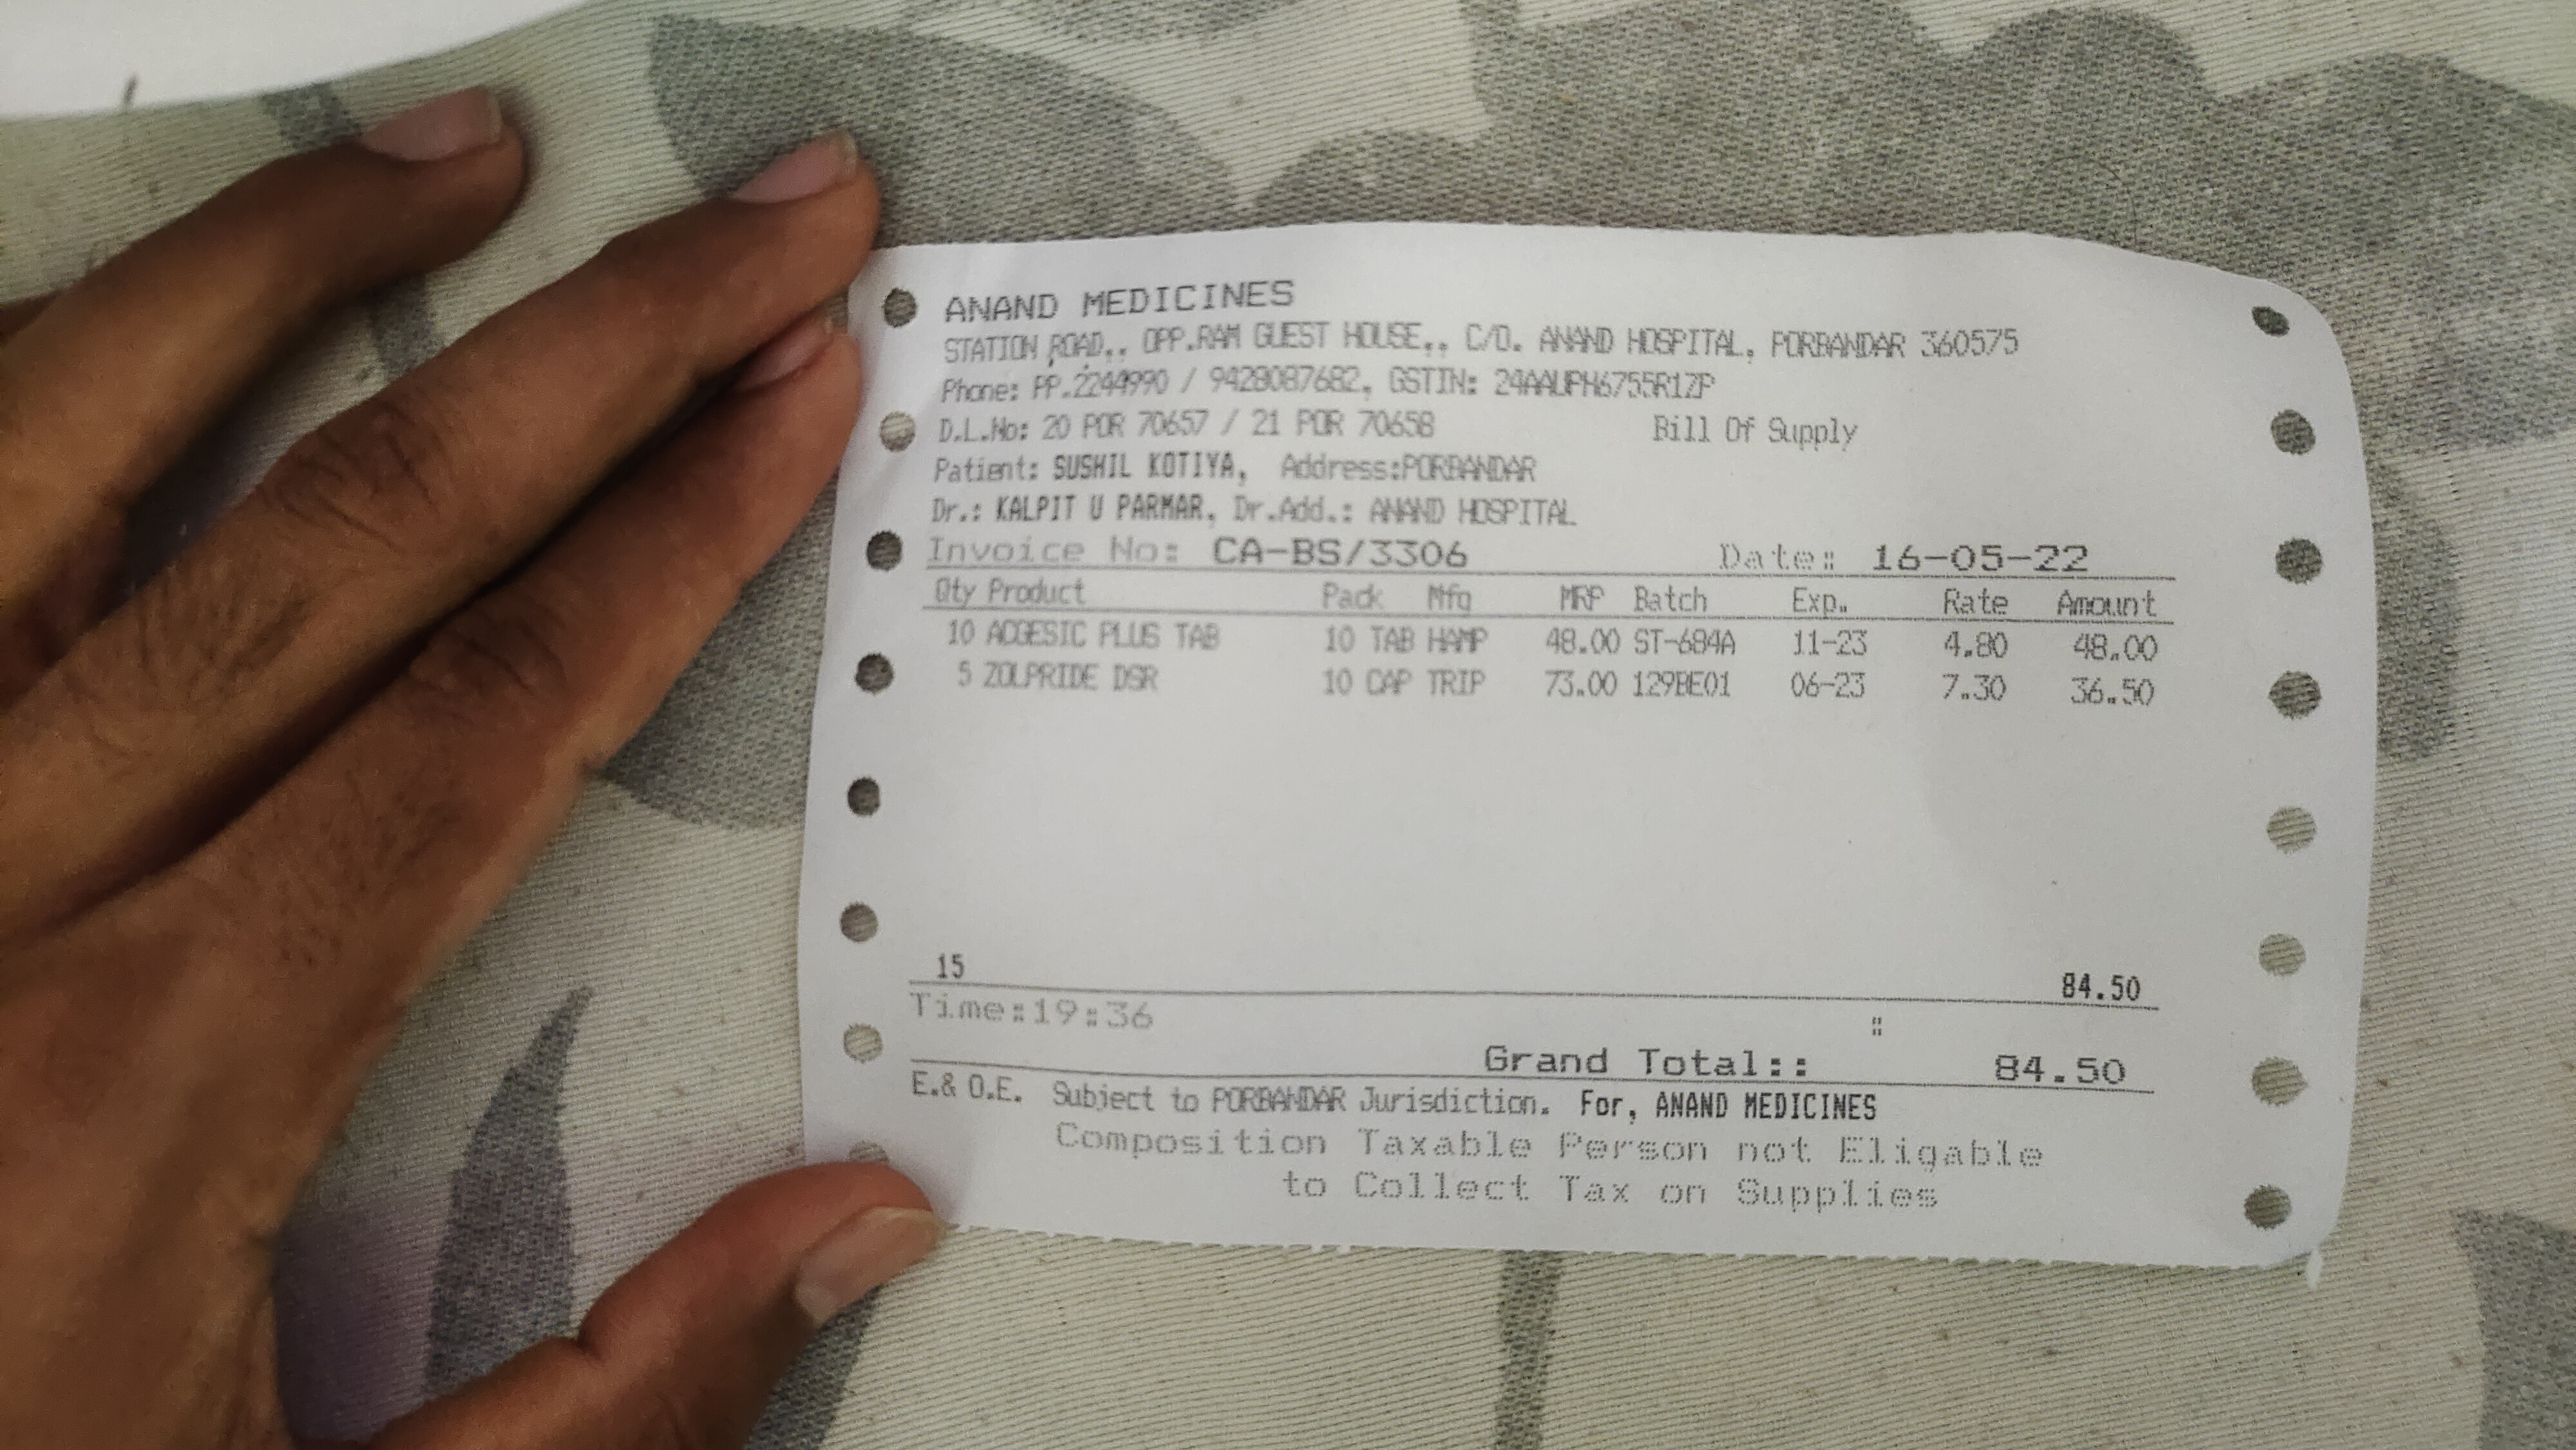 ANAND MEDICINES
STATION ROAD,, OPP.RAM GUEST HOUSE,, C/O. ANAND HOSPITAL, PORBANDAR 360575
Phone: PP.2244990 / 9428087682, GSTIN: 24AAUPH6755R1ZP
D.L.No: 20 POR 70657 / 21 POR 70658 Bill Of Supply
Patient: SUSHIL KOTIYA, Address:PORBANDAR
Dr.: KALPIT U PARMAR, Dr.Add.: ANAND HOSPITAL
Invoice No: CA-BS/3306 Date: 16-05-22
Qty Product Pack Mfg MRP Batch Exp. Rate Amount
10 ACGESIC PLUS TAB 10 TAB HAMP 48.00 ST-684A 11-23 4.80 48.00
5 ZOLPRIDE DSR 10 CAP TRIP 73.00 129BE01 06-23 7.30 36.50
15 84.50
Time:19:36 :
Grand Total:: 84.50
E.& O.E. Subject to PORBANDAR Jurisdiction. For, ANAND MEDICINES
Composition Taxable Person not Eligable
to Collect Tax on Supplies